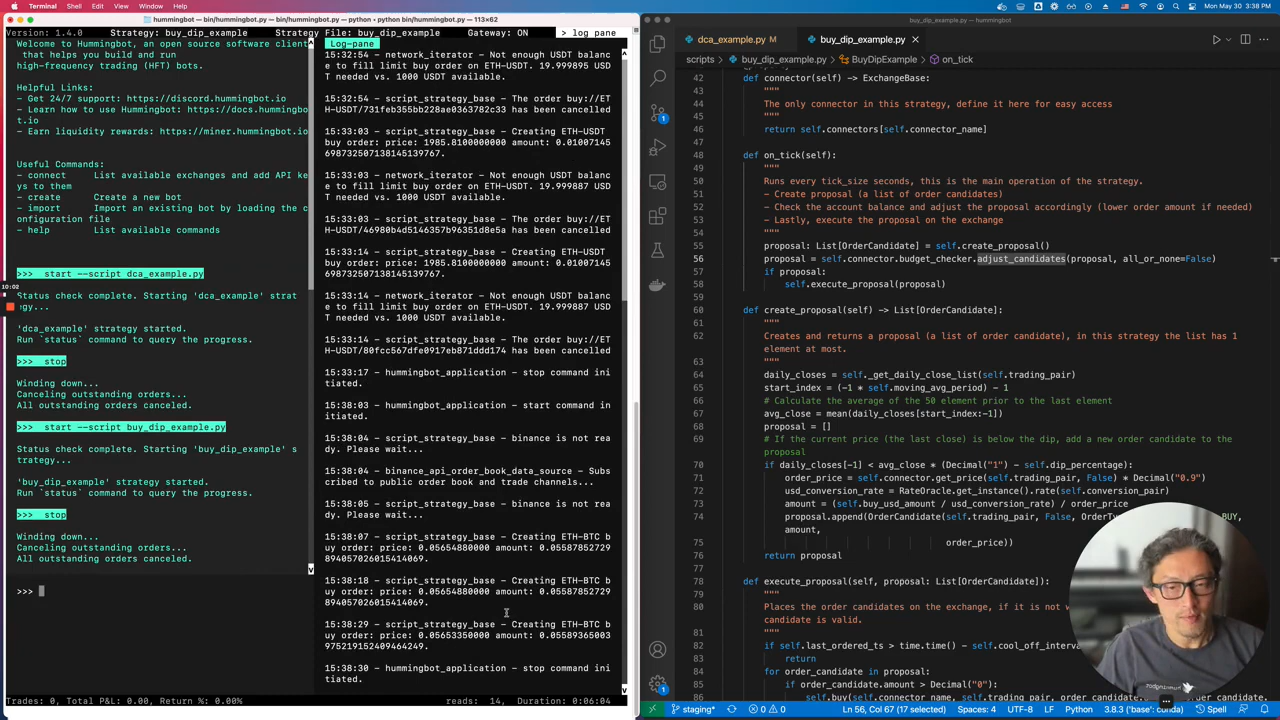 Terminal Shell Edit View Window Help
Mon May 30 3:38 PM
hummingbot — bin/hummingbot.py — bin/hummingbot.py — python • python bin/hummingbot.py — 113×62
Version: 1.4.0 Strategy: buy_dip_example Strategy File: buy_dip_example Gateway: ON > log pane
Welcome to Hummingbot, an open source software client
that helps you build and run
high-frequency trading (HFT) bots.
Helpful Links:
- Get 24/7 support: https://discord.hummingbot.io
- Learn how to use Hummingbot: https://docs.hummingbo
t.io
- Earn liquidity rewards: https://miner.hummingbot.io
Useful Commands:
- connect List available exchanges and add API ke
ys to them
- create Create a new bot
- import Import an existing bot by loading the c
onfiguration file
- help List available commands
>>> start --script dca_example.py
10:02
Status check complete. Starting 'dca_example' strat
egy...
'dca_example' strategy started.
Run `status` command to query the progress.
>>> stop
Winding down...
Canceling outstanding orders...
All outstanding orders canceled.
>>> start --script buy_dip_example.py
Status check complete. Starting 'buy_dip_example' s
trategy...
'buy_dip_example' strategy started.
Run `status` command to query the progress.
>>> stop
Winding down...
Canceling outstanding orders...
All outstanding orders canceled.
>>>
Log-pane
15:32:54 - network_iterator - Not enough USDT balanc
e to fill limit buy order on ETH-USDT. 19.999895 USD
T needed vs. 1000 USDT available.
15:32:54 - script_strategy_base - The order buy://ET
H-USDT/731feb355bb228ae0363782c33 has been cancelled
15:33:03 - script_strategy_base - Creating ETH-USDT
buy order: price: 1985.8100000000 amount: 0.01007145
698732507138145139767.
15:33:03 - network_iterator - Not enough USDT balanc
e to fill limit buy order on ETH-USDT. 19.999887 USD
T needed vs. 1000 USDT available.
15:33:03 - script_strategy_base - The order buy://ET
H-USDT/46980b4d5146357b96351d8e5a has been cancelled
15:33:14 - script_strategy_base - Creating ETH-USDT
buy order: price: 1985.8100000000 amount: 0.01007145
698732507138145139767.
15:33:14 - network_iterator - Not enough USDT balanc
e to fill limit buy order on ETH-USDT. 19.999887 USD
T needed vs. 1000 USDT available.
15:33:14 - script_strategy_base - The order buy://ET
H-USDT/80fcc567dfe0917eb871ddd174 has been cancelled
15:33:17 - hummingbot_application - stop command ini
tiated.
15:38:03 - hummingbot_application - start command in
itiated.
15:38:04 - script_strategy_base - binance is not rea
dy. Please wait...
15:38:04 - binance_api_order_book_data_source - Subs
cribed to public order book and trade channels...
15:38:05 - script_strategy_base - binance is not rea
dy. Please wait...
15:38:07 - script_strategy_base - Creating ETH-BTC b
uy order: price: 0.05654880000 amount: 0.05587852729
894057026015414069.
15:38:18 - script_strategy_base - Creating ETH-BTC b
uy order: price: 0.05654880000 amount: 0.05587852729
894057026015414069.
15:38:29 - script_strategy_base - Creating ETH-BTC b
uy order: price: 0.05653350000 amount: 0.05589365003
9752191524094​64249.
15:38:30 - hummingbot_application - stop command ini
tiated.
Trades: 0, Total P&L: 0.00, Return %: 0.00% reads: 14, Duration: 0:06:04
buy_dip_example.py — hummingbot
dca_example.py M buy_dip_example.py
scripts > buy_dip_example.py > BuyDipExample > on_tick
42 def connector(self) -> ExchangeBase:
43 """
44 The only connector in this strategy, define it here for easy access
45 """
46 return self.connectors[self.connector_name]
47
48 def on_tick(self):
49 """
50 Runs every tick_size seconds, this is the main operation of the strategy.
51 - Create proposal (a list of order candidates)
52 - Check the account balance and adjust the proposal accordingly (lower order amount if needed)
53 - Lastly, execute the proposal on the exchange
54 """
55 proposal: List[OrderCandidate] = self.create_proposal()
56 proposal = self.connector.budget_checker.adjust_candidates(proposal, all_or_none=False)
57 if proposal:
58 self.execute_proposal(proposal)
59
60 def create_proposal(self) -> List[OrderCandidate]:
61 """
62 Creates and returns a proposal (a list of order candidate), in this strategy the list has 1
element at most.
63 """
64 daily_closes = self._get_daily_close_list(self.trading_pair)
65 start_index = (-1 * self.moving_avg_period) - 1
66 # Calculate the average of the 50 element prior to the last element
67 avg_close = mean(daily_closes[start_index:-1])
68 proposal = []
69 # If the current price (the last close) is below the dip, add a new order candidate to the
proposal
70 if daily_closes[-1] < avg_close * (Decimal("1") - self.dip_percentage):
71 order_price = self.connector.get_price(self.trading_pair, False) * Decimal("0.9")
72 usd_conversion_rate = RateOracle.get_instance().rate(self.conversion_pair)
73 amount = (self.buy_usd_amount / usd_conversion_rate) / order_price
74 proposal.append(OrderCandidate(self.trading_pair, False, OrderT BUY,
amount,
75 order_price))
76 return proposal
77
78 def execute_proposal(self, proposal: List[OrderCandidate]):
79 """
80 Places the order candidates on the exchange, if it is not w
candidate is valid.
81 """
82 if self.last_ordered_ts > time.time() - self.cool_off_interva
83 return
84 for order_candidate in proposal:
85 if order_candidate.amount > Decimal("0"):
86 self.buy(self.connector_name, self.trading_pair, order_cand
staging* 0 0 Ln 56, Col 67 (17 selected) Spaces: 4 UTF-8 LF Python 3.8.3 ('base': conda) Spell